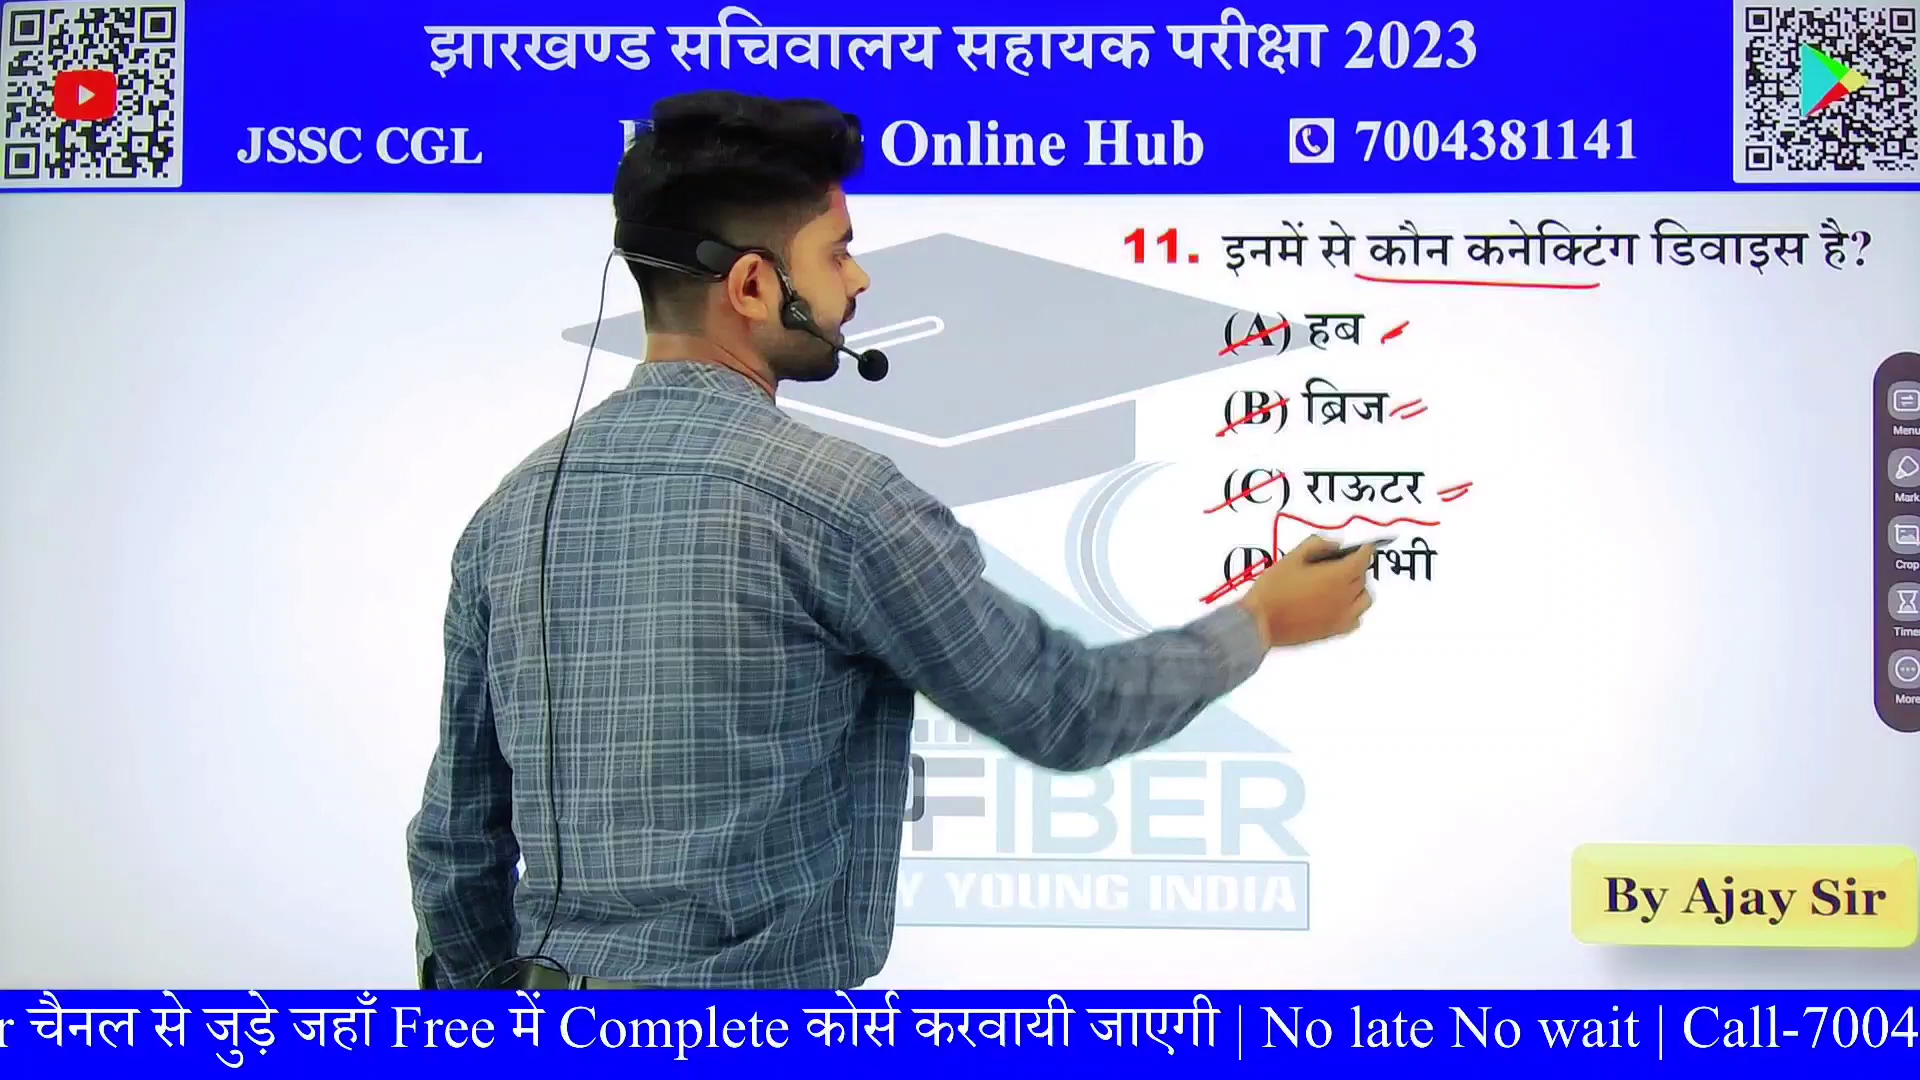 झारखण्ड सचिवालय सहायक परीक्षा 2023
JSSC CGL
Online Hub
7004381141
11. इनमें से कौन कनेक्टिंग डिवाइस है?
(A) हब
(B) ब्रिज
(C) राऊटर
(D)
FIBER
YOUNG INDIA
Menu
Mark
Crop
Time
More
By Ajay Sir
चैनल से जुड़े जहाँ Free में Complete कोर्स करवायी जाएगी | No late No wait | Call-7004